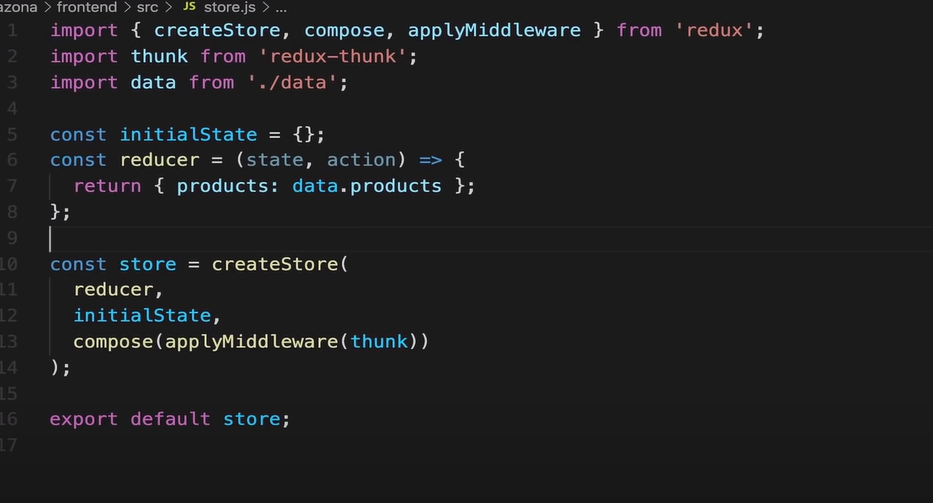 azona > frontend > src > JS store.js > ...
1 import { createStore, compose, applyMiddleware } from 'redux';
2 import thunk from 'redux-thunk';
3 import data from './data';
4
5 const initialState = {};
6 const reducer = (state, action) => {
7   return { products: data.products };
8 };
9
10 const store = createStore(
11   reducer,
12   initialState,
13   compose(applyMiddleware(thunk))
14 );
15
16 export default store;
17